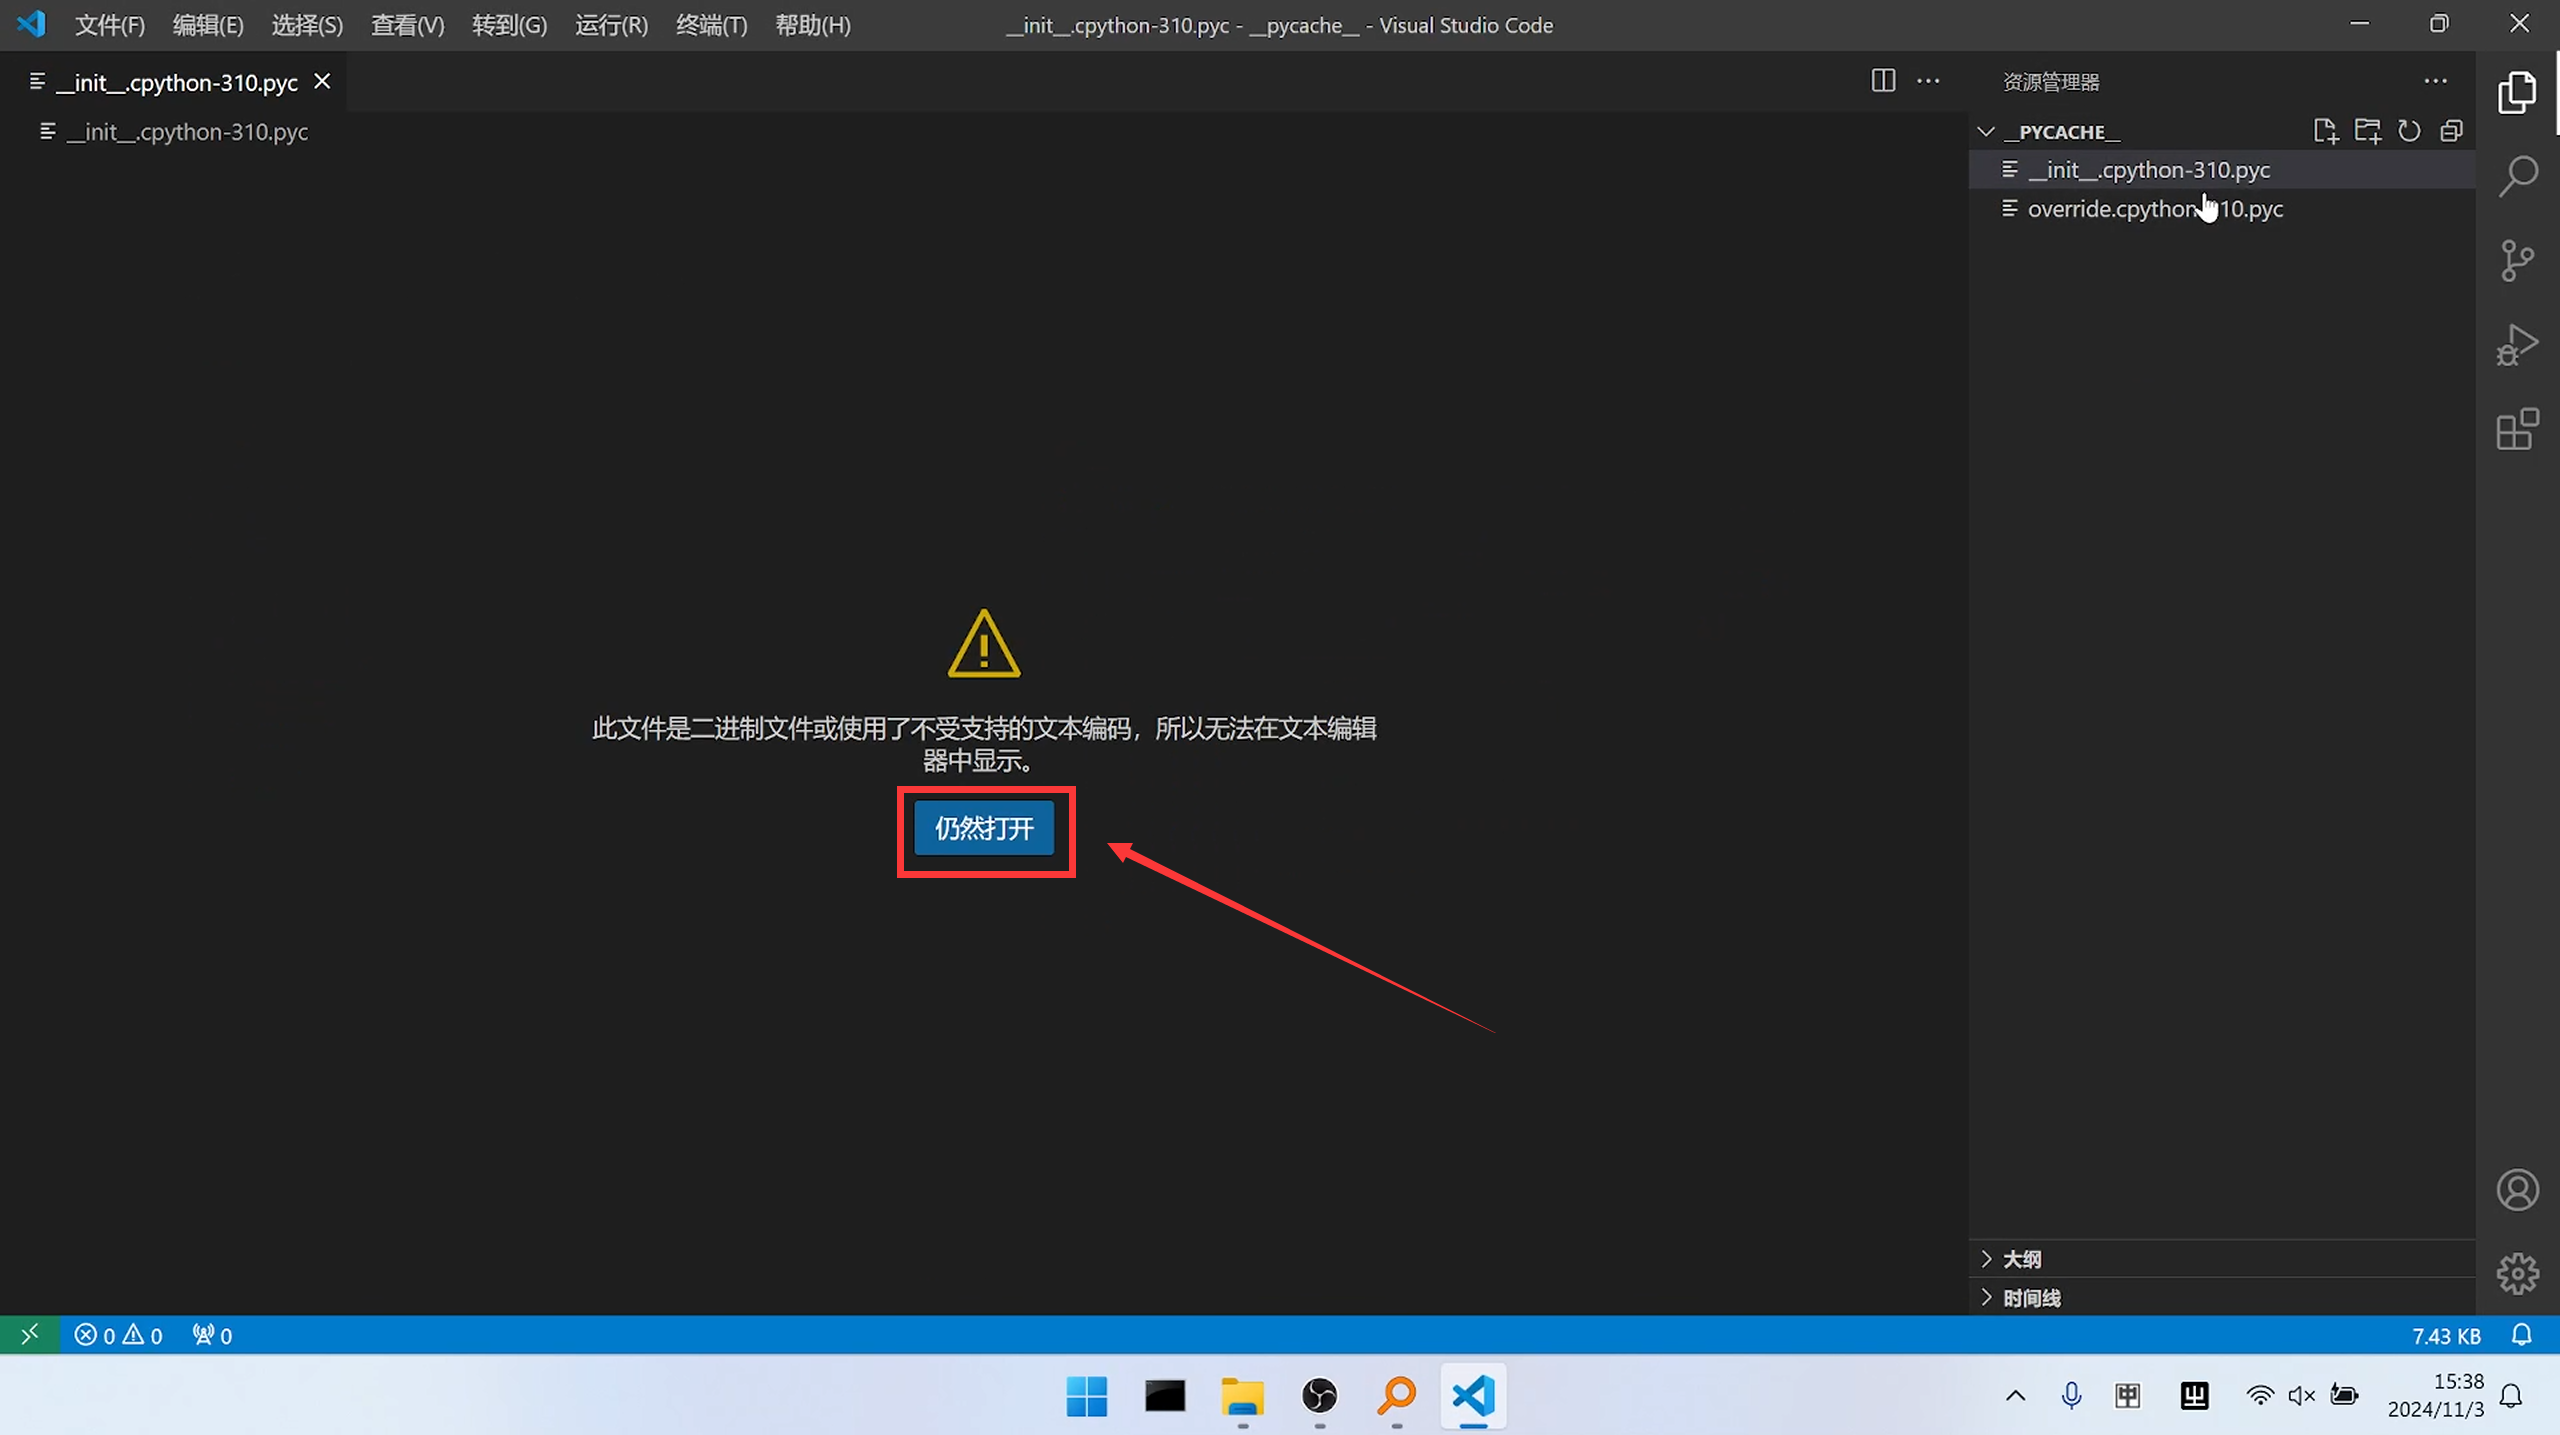 文件(F) 编辑(E) 选择(S) 查看(V) 转到(G) 运行(R) 终端(T) 帮助(H)
__init__.cpython-310.pyc - __pycache__ - Visual Studio Code
__init__.cpython-310.pyc
__init__.cpython-310.pyc
此文件是二进制文件或使用了不受支持的文本编码，所以无法在文本编辑
器中显示。
仍然打开
资源管理器
__PYCACHE__
__init__.cpython-310.pyc
override.cpython-310.pyc
大纲
时间线
0 0 0
7.43 KB
中
15:38
2024/11/3